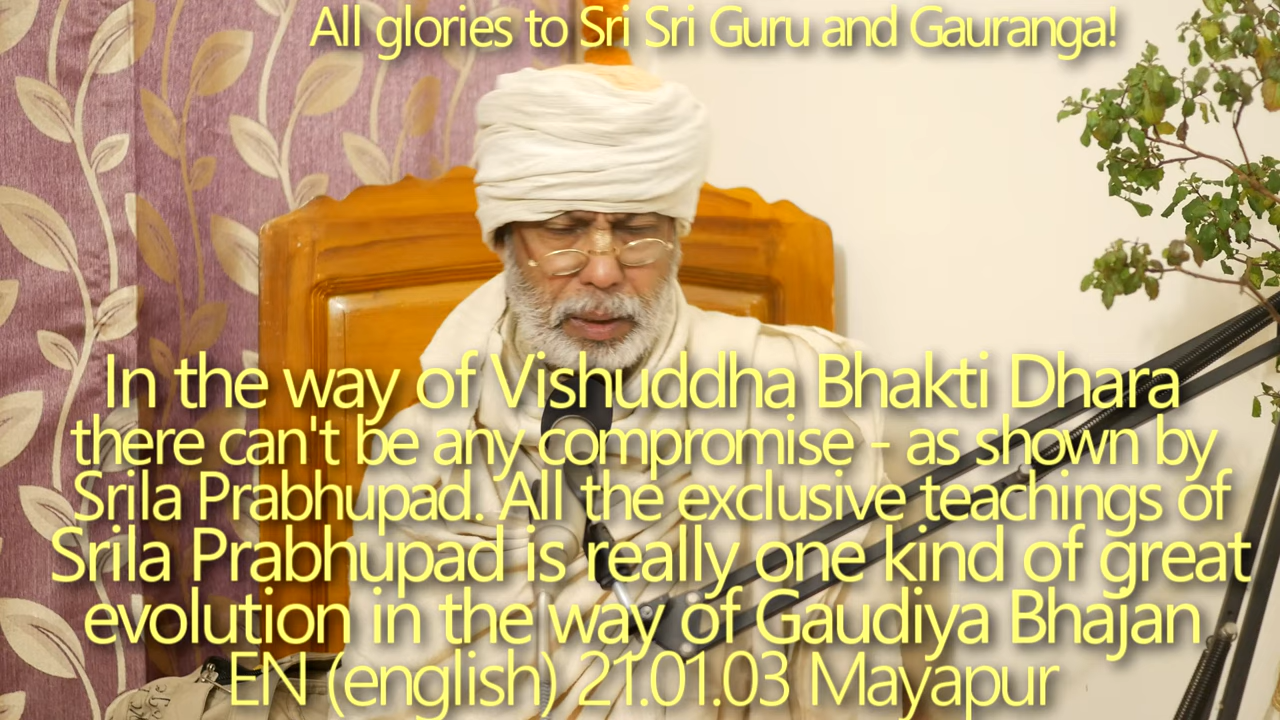 All glories to Sri Sri Guru and Gauranga!
In the way of Vishuddha Bhakti Dhara
there can't be any compromise - as shown by
Srila Prabhupad. All the exclusive teachings of
Srila Prabhupad is really one kind of great
evolution in the way of Gaudiya Bhajan
EN (english) 21.01.03 Mayapur